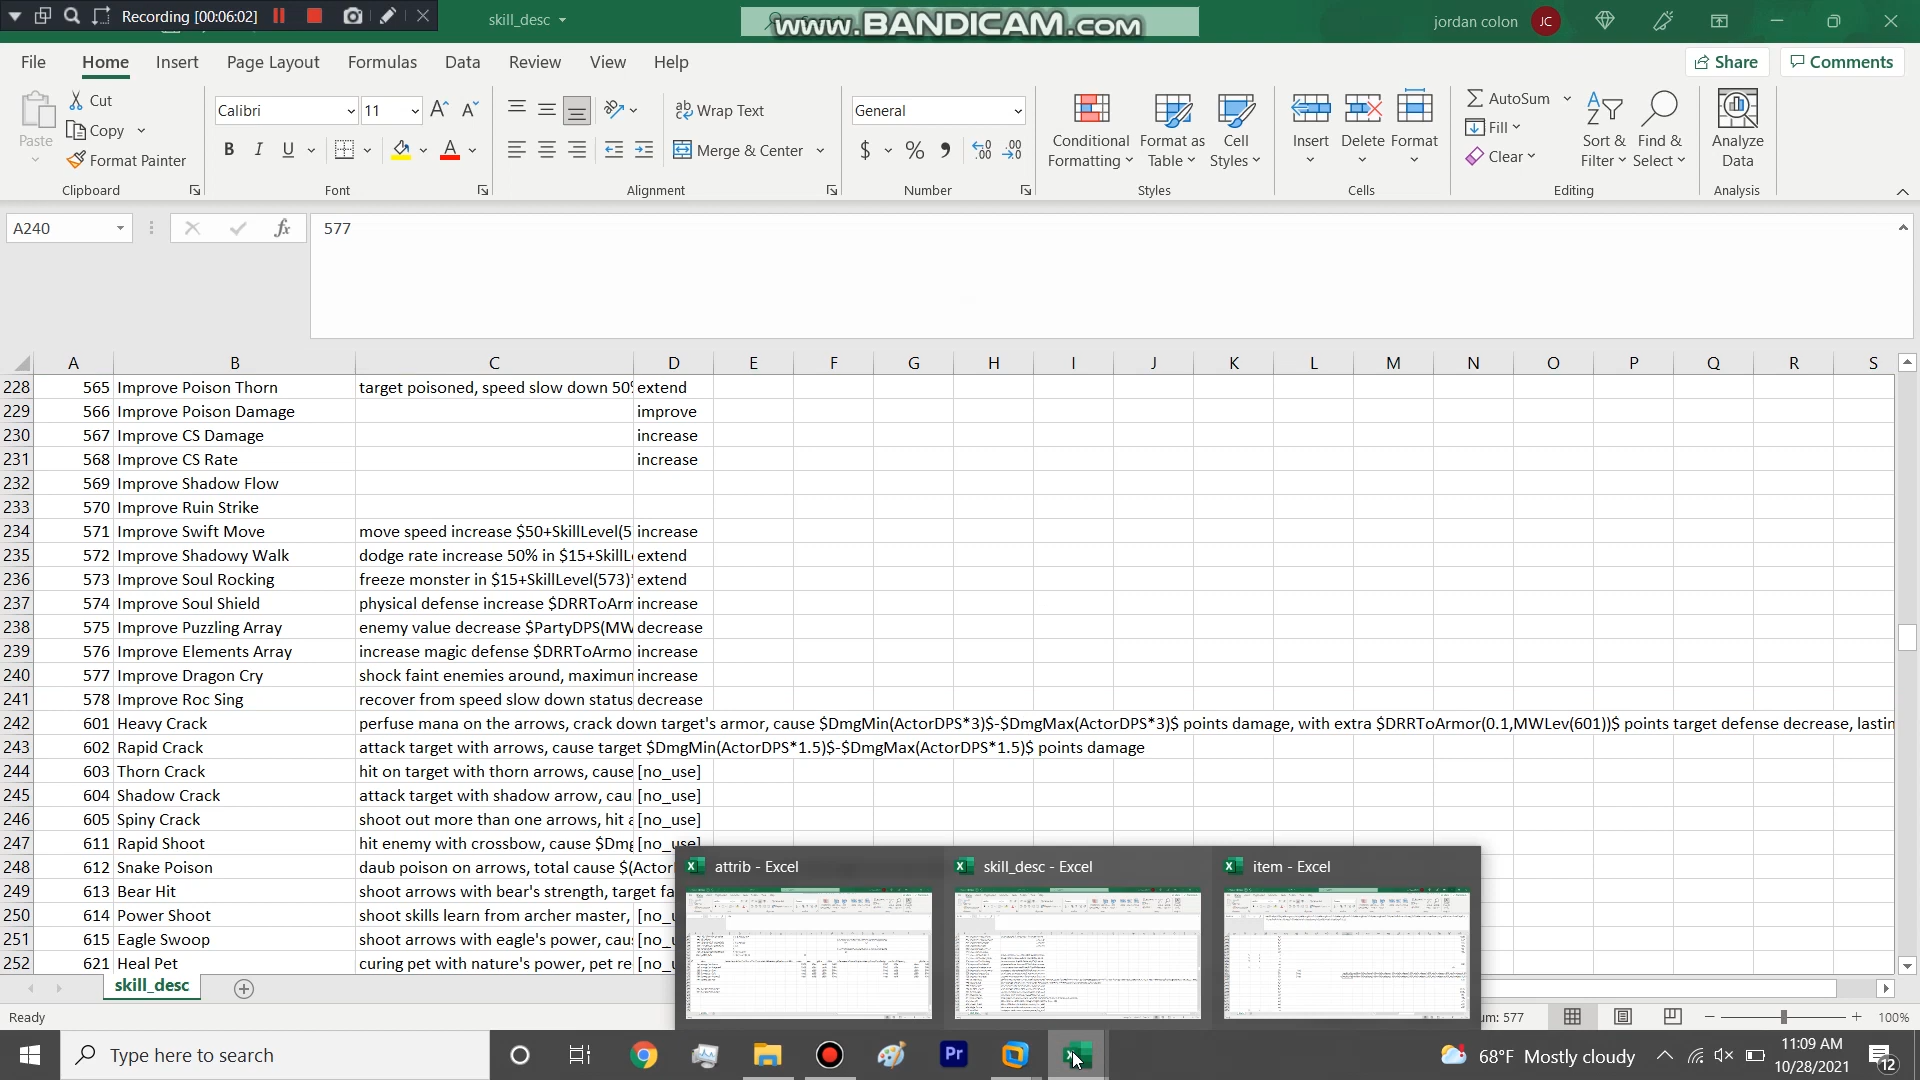 Recording [00:06:02]
skill_desc
www.BANDICAM.com
jordan colon JC
File Home Insert Page Layout Formulas Data Review View Help
Share Comments
Paste Cut Copy Format Painter
Clipboard
Calibri 11
B I U A
Font
Wrap Text
Merge & Center
Alignment
General
$ % 9 .00
Number
Conditional Formatting Format as Table Cell Styles
Styles
Insert Delete Format
Cells
AutoSum Fill Clear Sort & Filter Find & Select
Editing
Analyze Data
Analysis
A240 fx 577
A B C D E F G H I J K L M N O P Q R S
228 565 Improve Poison Thorn target poisoned, speed slow down 50% extend
229 566 Improve Poison Damage improve
230 567 Improve CS Damage increase
231 568 Improve CS Rate increase
232 569 Improve Shadow Flow
233 570 Improve Ruin Strike
234 571 Improve Swift Move move speed increase $50+SkillLevel(5 increase
235 572 Improve Shadowy Walk dodge rate increase 50% in $15+SkillL extend
236 573 Improve Soul Rocking freeze monster in $15+SkillLevel(573)* extend
237 574 Improve Soul Shield physical defense increase $DRRToArm increase
238 575 Improve Puzzling Array enemy value decrease $PartyDPS(MW decrease
239 576 Improve Elements Array increase magic defense $DRRToArmo increase
240 577 Improve Dragon Cry shock faint enemies around, maximum increase
241 578 Improve Roc Sing recover from speed slow down status decrease
242 601 Heavy Crack perfuse mana on the arrows, crack down target's armor, cause $DmgMin(ActorDPS*3)$-$DmgMax(ActorDPS*3)$ points damage, with extra $DRRToArmor(0.1,MWLev(601))$ points target defense decrease, lastin
243 602 Rapid Crack attack target with arrows, cause target $DmgMin(ActorDPS*1.5)$-$DmgMax(ActorDPS*1.5)$ points damage
244 603 Thorn Crack hit on target with thorn arrows, cause [no_use]
245 604 Shadow Crack attack target with shadow arrow, cau [no_use]
246 605 Spiny Crack shoot out more than one arrows, hit a [no_use]
247 611 Rapid Shoot hit enemy with crossbow, cause $Dmg [no_use]
248 612 Snake Poison daub poison on arrows, total cause $(Actor
249 613 Bear Hit shoot arrows with bear's strength, target fa
250 614 Power Shoot shoot skills learn from archer master, [no_u
251 615 Eagle Swoop shoot arrows with eagle's power, cau [no_u
252 621 Heal Pet curing pet with nature's power, pet re [no_u
attrib - Excel skill_desc - Excel item - Excel
skill_desc
Ready um: 577 100%
Type here to search
Pr
68°F Mostly cloudy
11:09 AM
10/28/2021
12